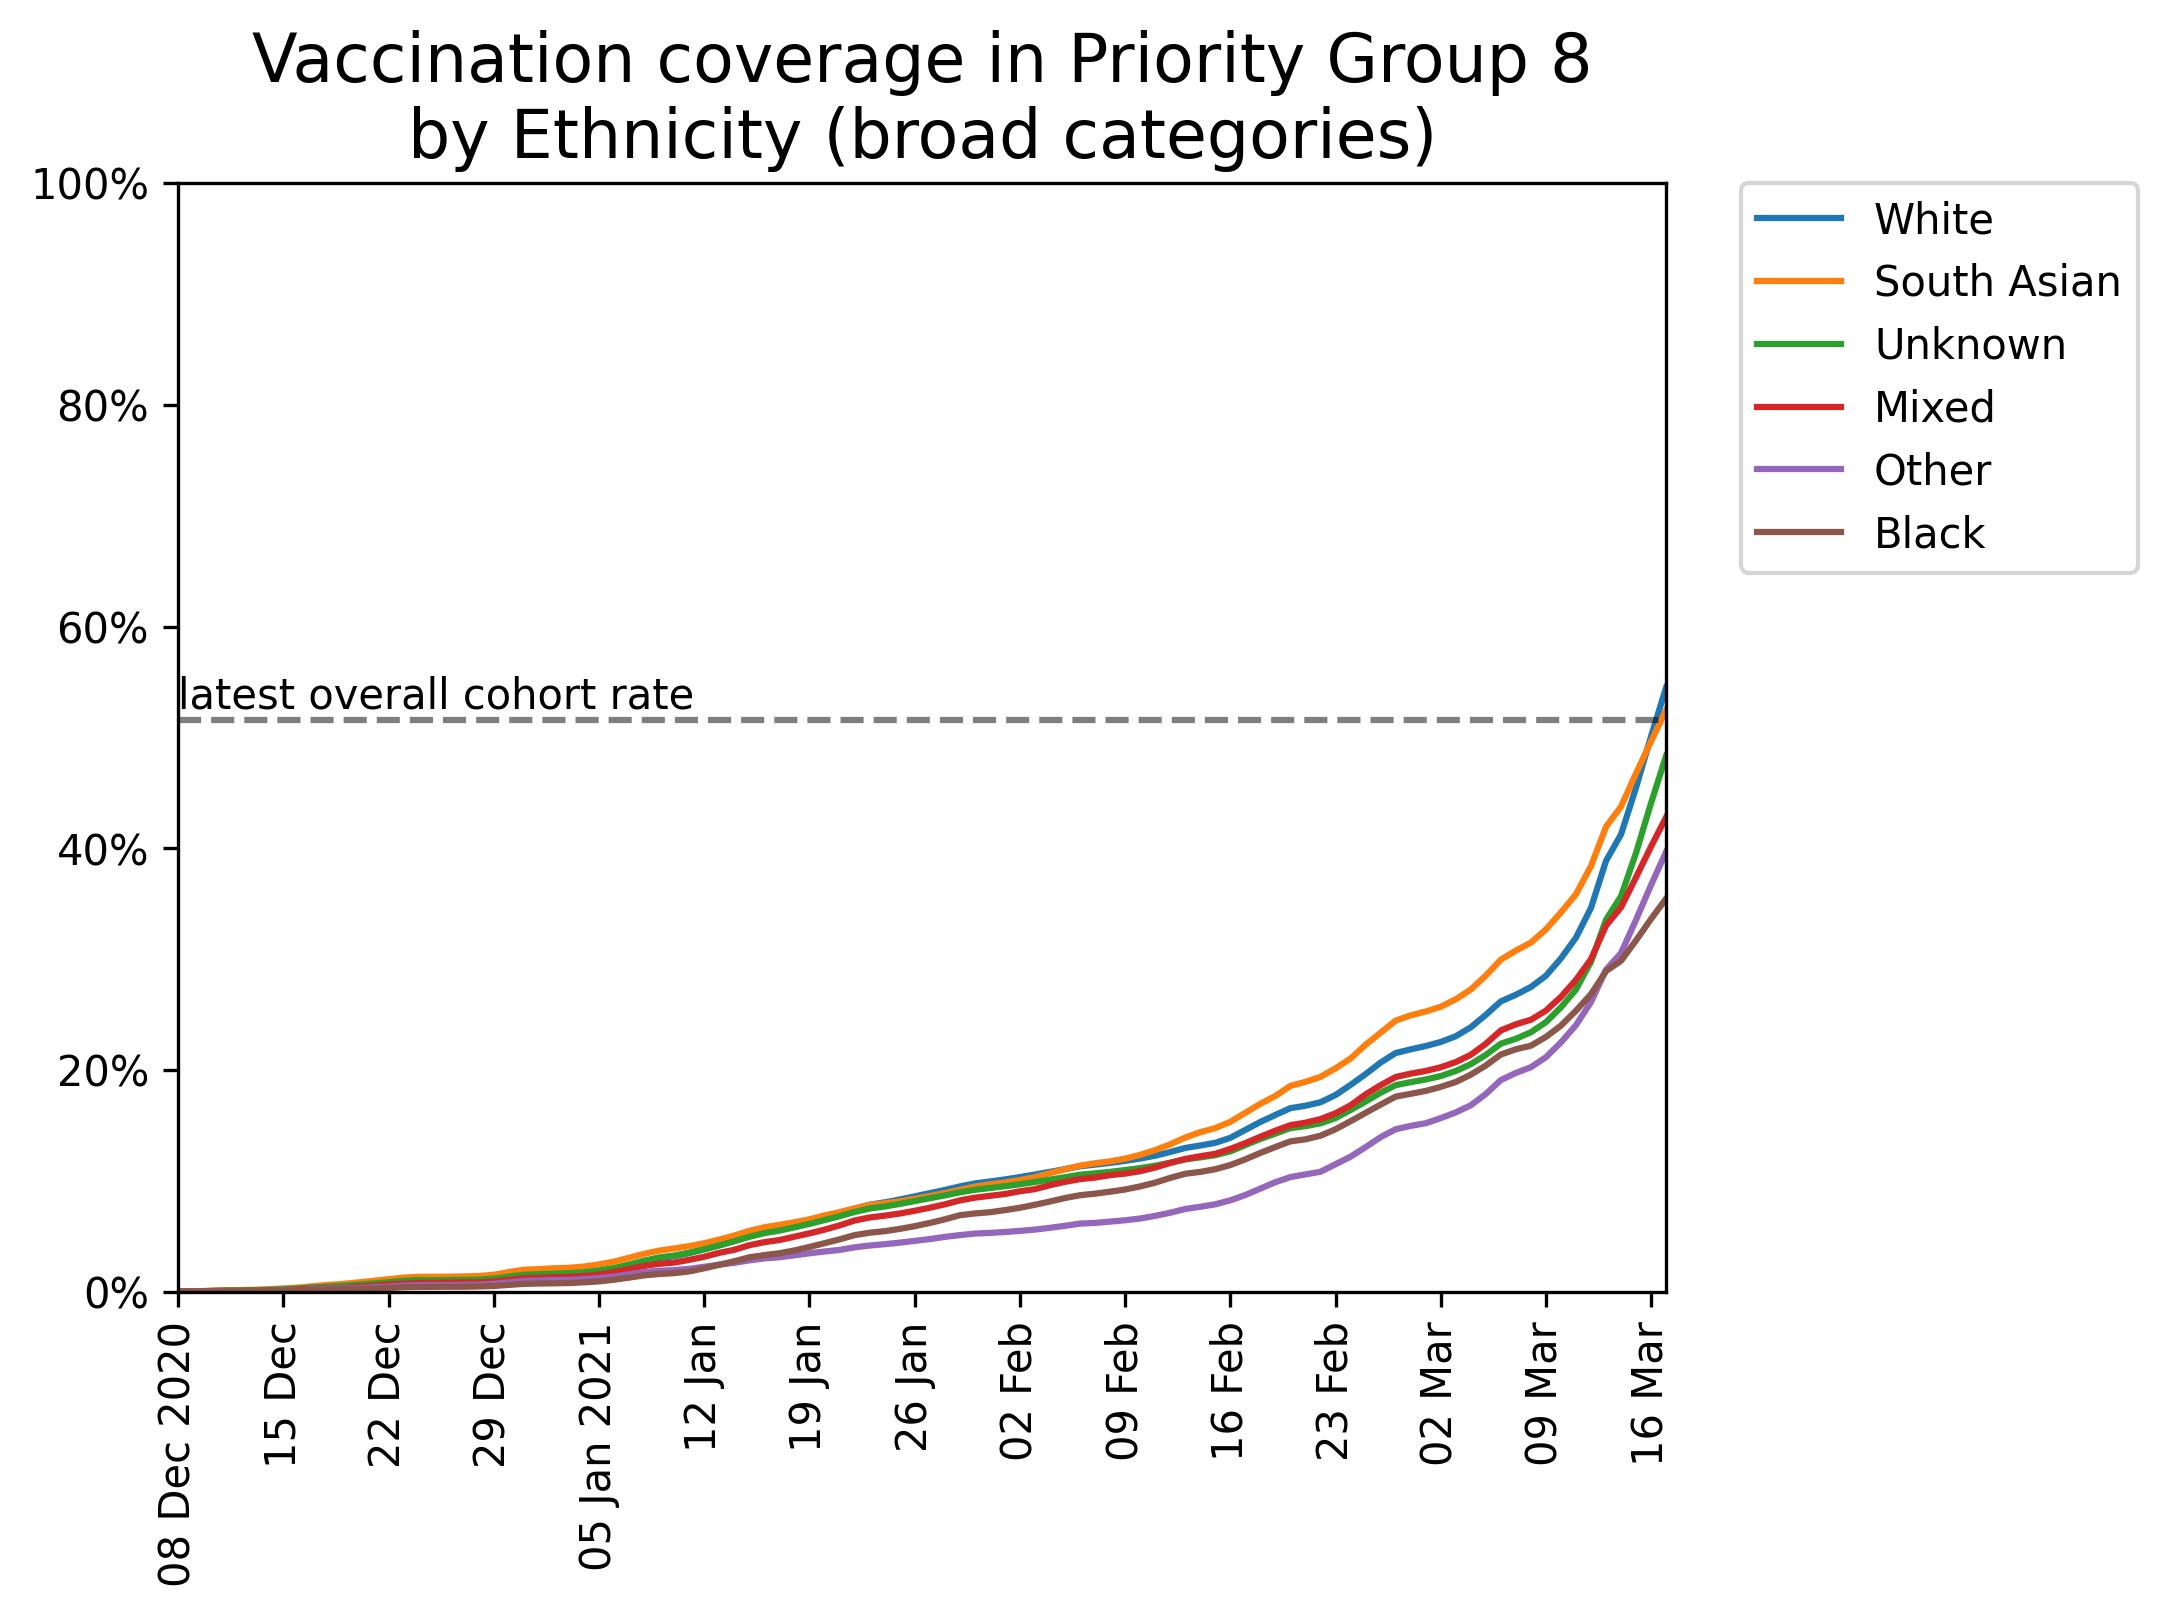 Vaccination coverage in Priority Group 8
by Ethnicity (broad categories)
100%
80%
60%
40%
20%
0%
latest overall cohort rate
08 Dec 2020
15 Dec
22 Dec
29 Dec
05 Jan 2021
12 Jan
19 Jan
26 Jan
02 Feb
09 Feb
16 Feb
23 Feb
02 Mar
09 Mar
16 Mar
White
South Asian
Unknown
Mixed
Other
Black